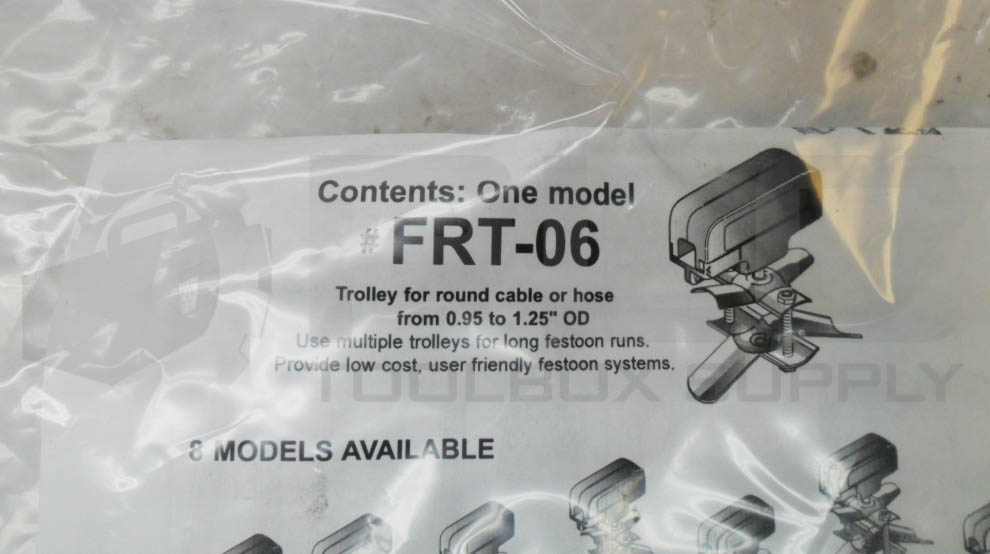 Contents: One model
# FRT-06
Trolley for round cable or hose
from 0.95 to 1.25" OD
Use multiple trolleys for long festoon runs.
Provide low cost, user friendly festoon systems.
TOOLBOX SUPPLY
8 MODELS AVAILABLE